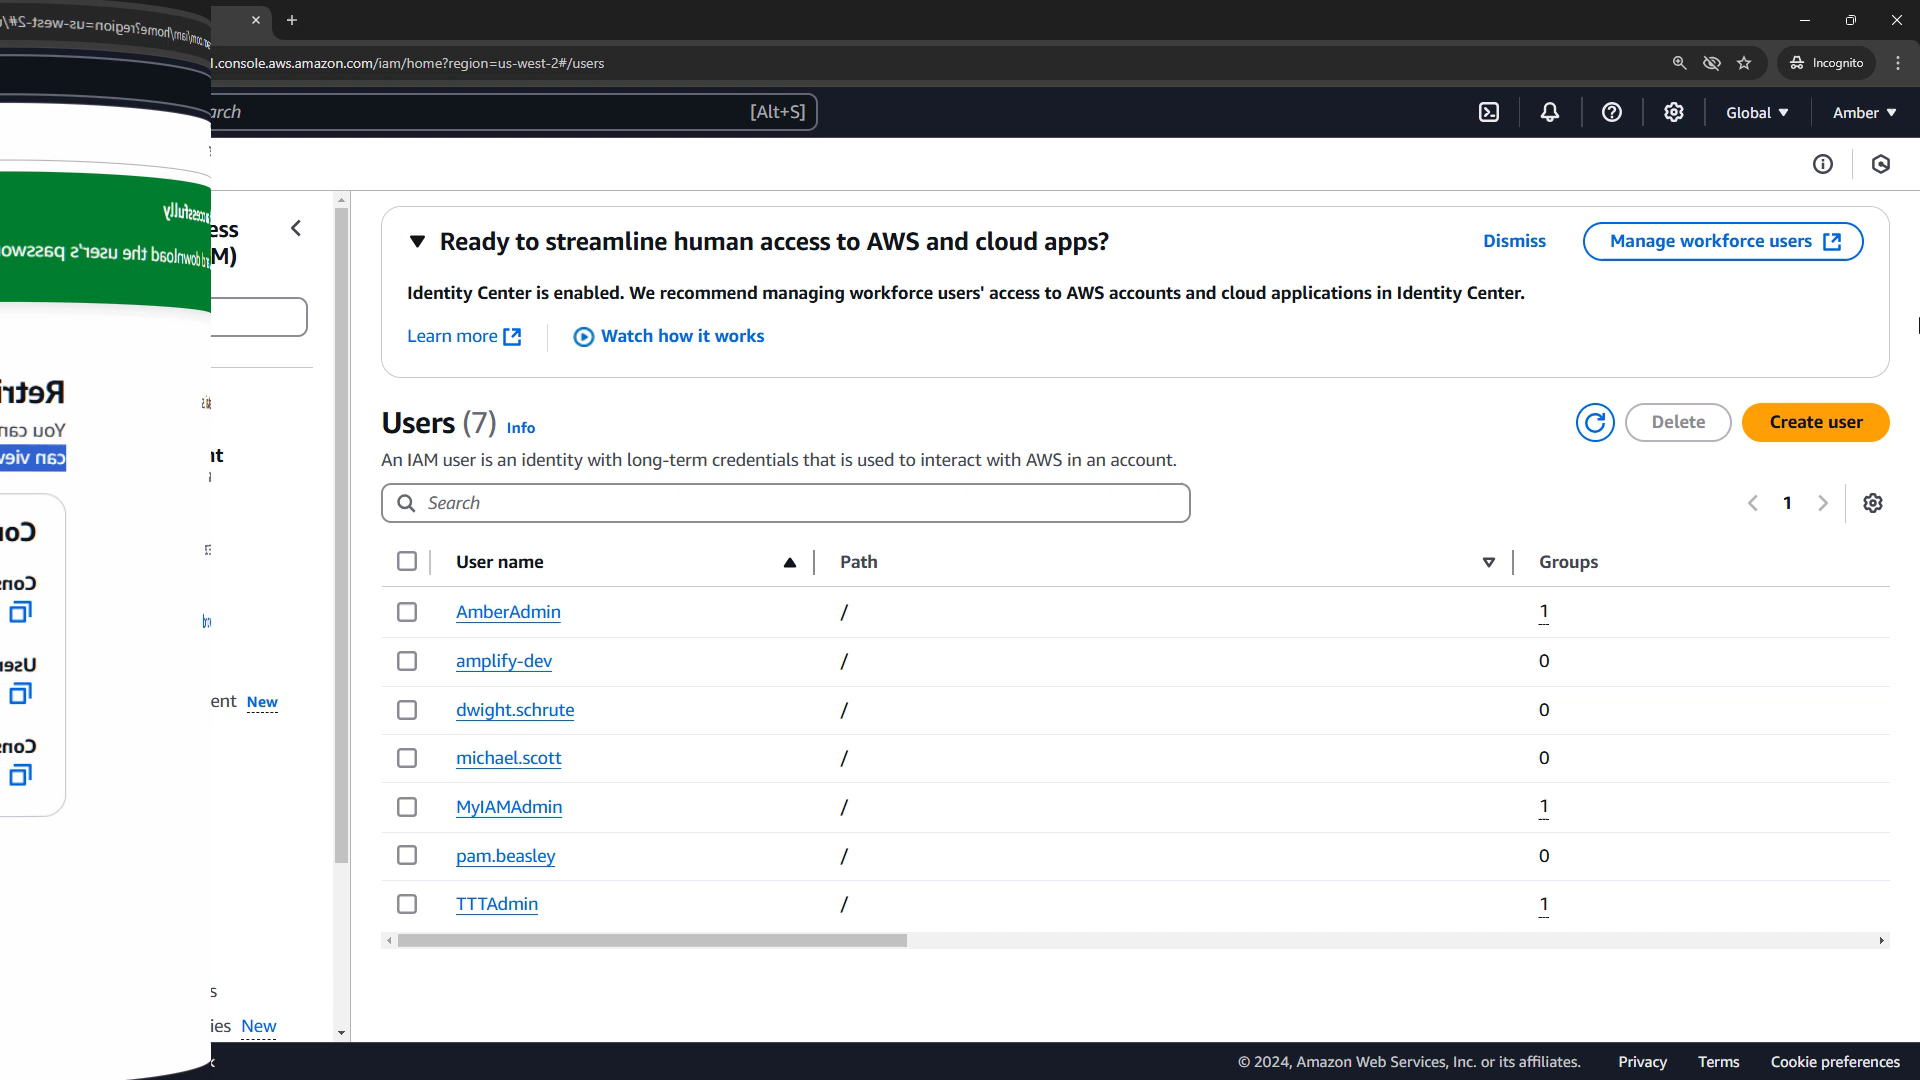 l.console.aws.amazon.com/iam/home?region=us-west-2#/users
Incognito
arch
[Alt+S]
Global
Amber
ess
M)
nt
ent New
s
ies New
Ready to streamline human access to AWS and cloud apps?
Dismiss
Manage workforce users
Identity Center is enabled. We recommend managing workforce users' access to AWS accounts and cloud applications in Identity Center.
Learn more
Watch how it works
Users (7) Info
Delete
Create user
An IAM user is an identity with long-term credentials that is used to interact with AWS in an account.
Search
1
User name
Path
Groups
AmberAdmin / 1
amplify-dev / 0
dwight.schrute / 0
michael.scott / 0
MyIAMAdmin / 1
pam.beasley / 0
TTTAdmin / 1
© 2024, Amazon Web Services, Inc. or its affiliates.
Privacy
Terms
Cookie preferences